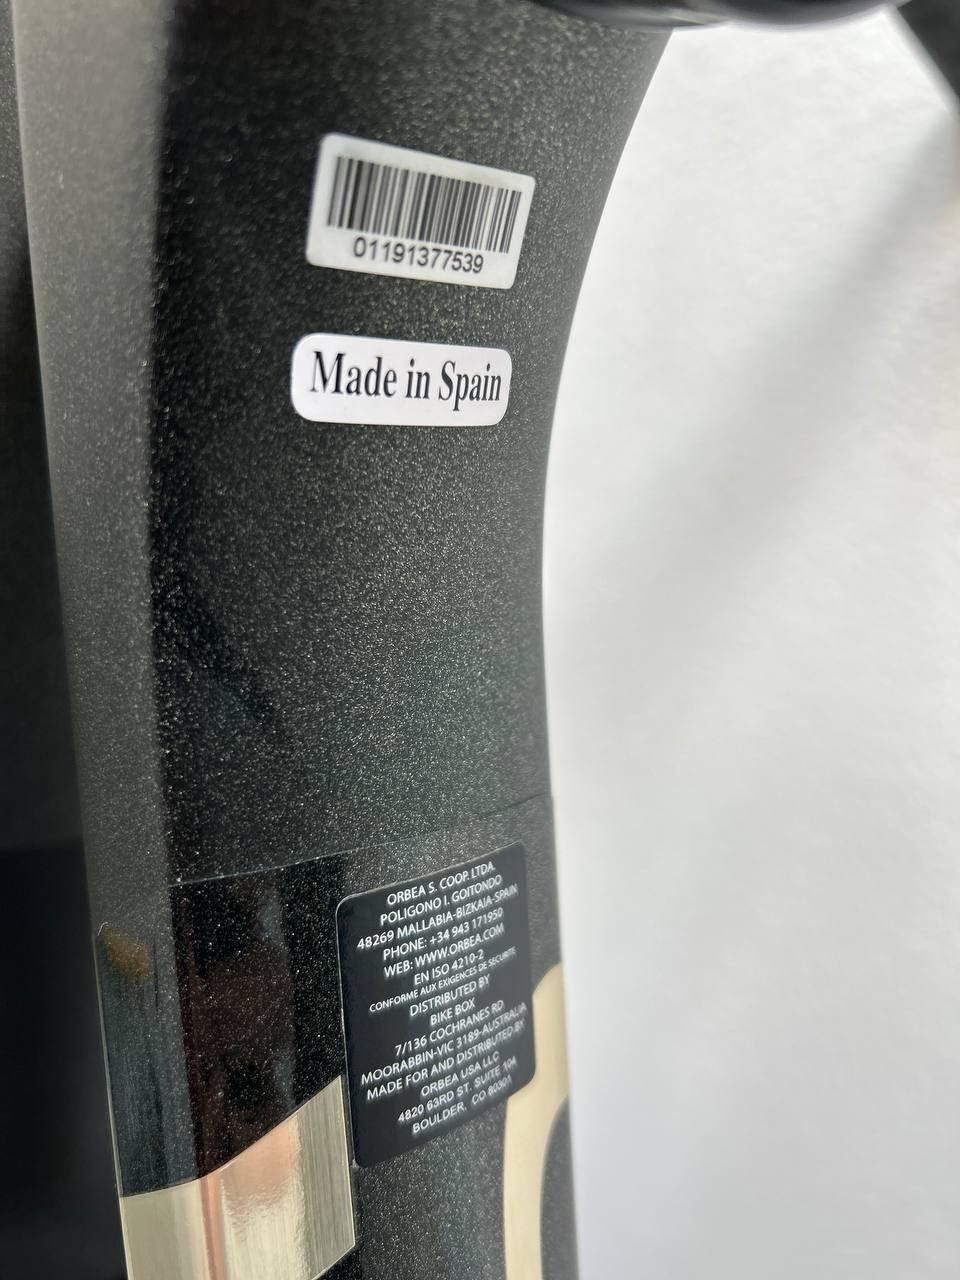 01191377539
Made in Spain
ORBEA S. COOP. LTDA.
POLIGONO I. GOITONDO
48269 MALLABIA-BIZKAIA-SPAIN
PHONE: +34 943 171950
WEB: WWW.ORBEA.COM
EN ISO 4210-2
CONFORME AUX EXIGENCES DE SECURITE
DISTRIBUTED BY
BIKE BOX
7/136 COCHRANES RD
MOORABBIN-VIC 3189-AUSTRALIA
MADE FOR AND DISTRIBUTED BY
ORBEA USA LLC
4820 63RD ST. SUITE 104
BOULDER, CO 80301